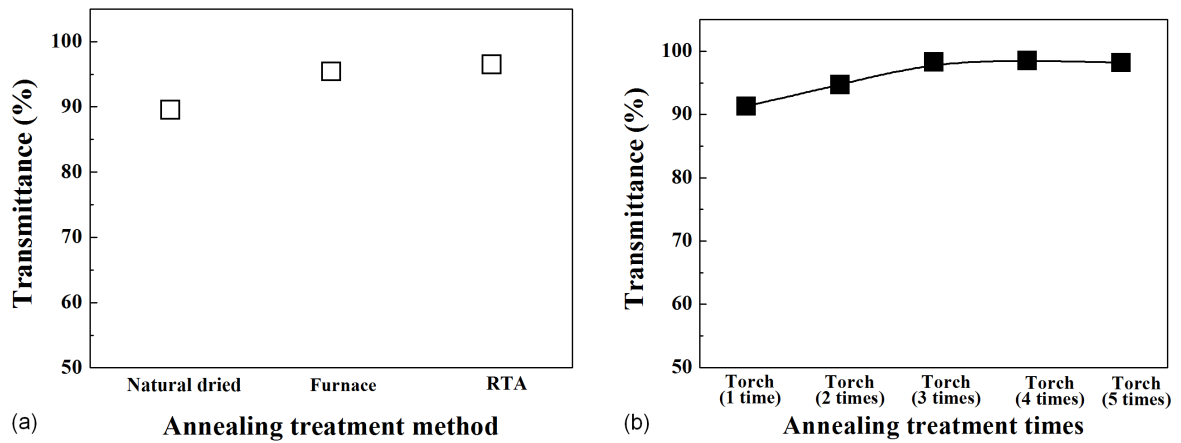 Transmittance (%)
100
90
80
70
60
50
Natural dried
Furnace
RTA
(a)
Annealing treatment method
Transmittance (%)
100
90
80
70
60
50
Torch
(1 time)
Torch
(2 times)
Torch
(3 times)
Torch
(4 times)
Torch
(5 times)
(b)
Annealing treatment times